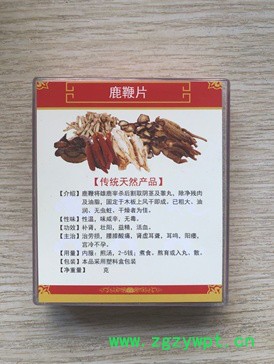 鹿鞭片
【传统天然产品】
【介绍】鹿鞭将雄鹿宰杀后割取阴茎及睾丸，除净残肉
及油脂，固定于木板上风干即成。已粗大、油
润、无虫蛀，干燥者为佳。
【性味】性温，味咸辛，无毒。
【功效】补肾，壮阳，益精，活血。
【主治】治劳损，腰膝酸痛，肾虚耳聋，耳鸣，阳痿，
宫冷不孕。
【用量】内服：煎汤，2-5钱；煮食，熬膏或入丸、散。
【包装】本品采用塑料盒包装
【净重量】 克
www.zgzywpt.cn